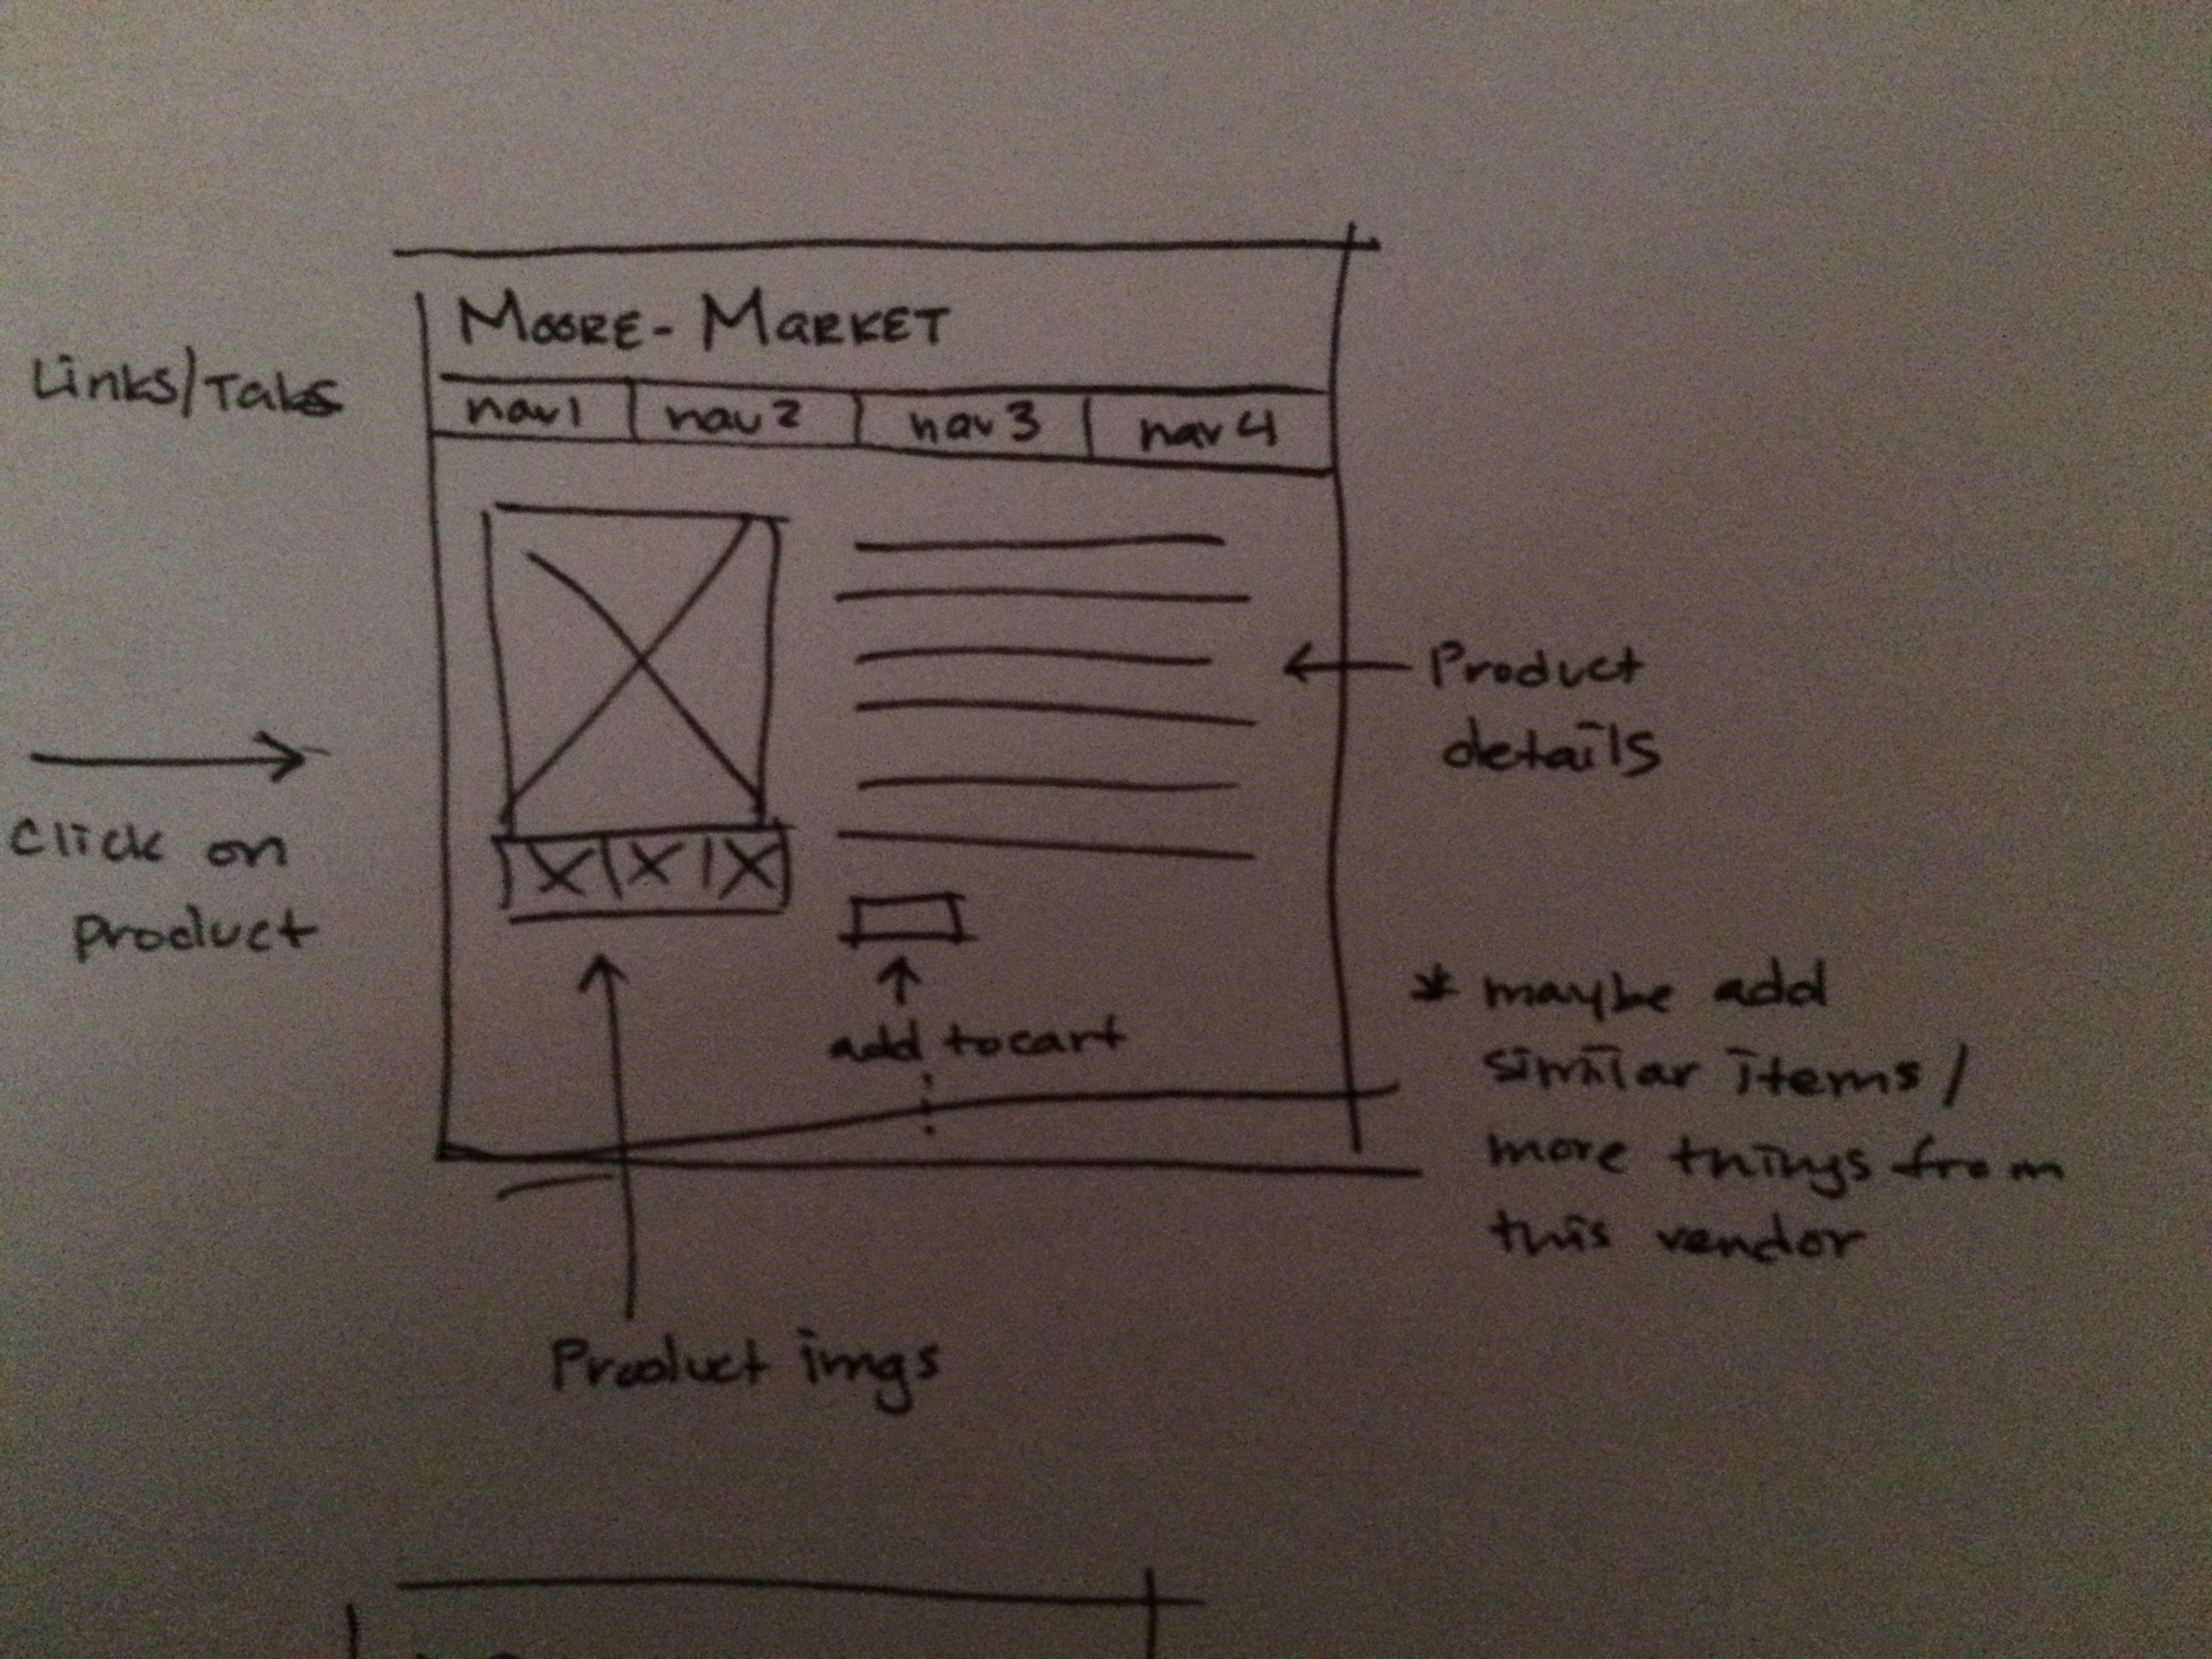 MOORE-MARKET
Links/Tabs
nav1 nav2 nav3 nav4
click on
product
Product
details
add to cart
* maybe add
similar items/
more things from
this vendor
Product imgs